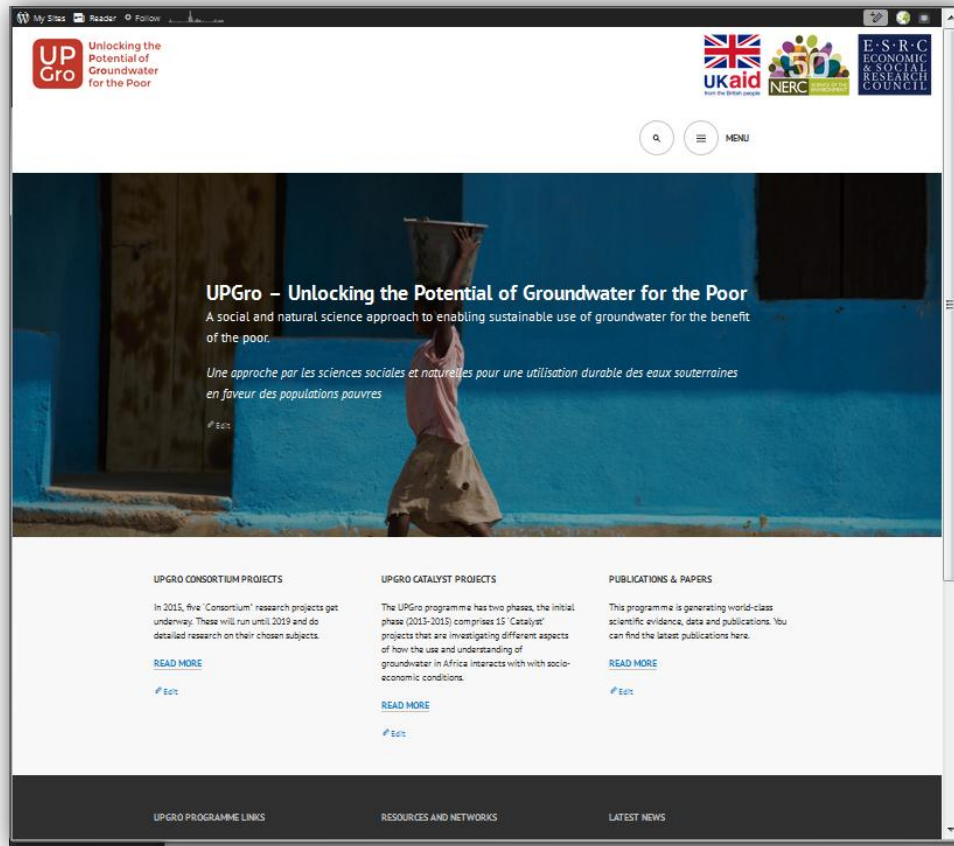 My Sites Reader Follow
UP
Gro
Unlocking the
Potential of
Groundwater
for the Poor
UKaid
from the British people
50
NERC SCIENCE OF THE
ENVIRONMENT
E·S·R·C
ECONOMIC
& SOCIAL
RESEARCH
COUNCIL
MENU
UPGro – Unlocking the Potential of Groundwater for the Poor
A social and natural science approach to enabling sustainable use of groundwater for the benefit
of the poor.
Une approche par les sciences sociales et naturelles pour une utilisation durable des eaux souterraines
en faveur des populations pauvres
Edit
UPGRO CONSORTIUM PROJECTS
In 2015, five 'Consortium' research projects get
underway. These will run until 2019 and do
detailed research on their chosen subjects.
READ MORE
Edit
UPGRO CATALYST PROJECTS
The UPGro programme has two phases, the initial
phase (2013-2015) comprises 15 'Catalyst'
projects that are investigating different aspects
of how the use and understanding of
groundwater in Africa interacts with with socio-
economic conditions.
READ MORE
Edit
PUBLICATIONS & PAPERS
This programme is generating world-class
scientific evidence, data and publications. You
can find the latest publications here.
READ MORE
Edit
UPGRO PROGRAMME LINKS
RESOURCES AND NETWORKS
LATEST NEWS